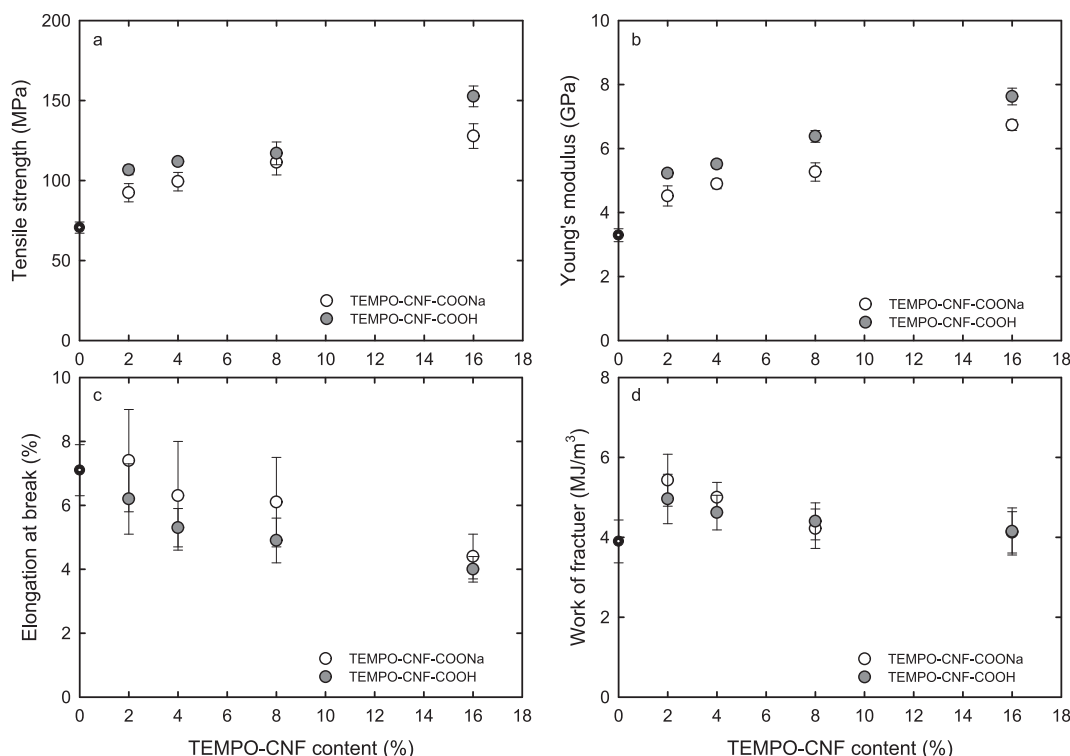 a
Tensile strength (MPa)
200
150
100
50
0
TEMPO-CNF-COONa
TEMPO-CNF-COOH
0 2 4 6 8 10 12 14 16 18
b
Young's modulus (GPa)
10
8
6
4
2
0
TEMPO-CNF-COONa
TEMPO-CNF-COOH
0 2 4 6 8 10 12 14 16 18
c
Elongation at break (%)
10
8
6
4
2
0
TEMPO-CNF-COONa
TEMPO-CNF-COOH
0 2 4 6 8 10 12 14 16 18
TEMPO-CNF content (%)
d
Work of fractuer (MJ/m³)
8
6
4
2
0
TEMPO-CNF-COONa
TEMPO-CNF-COOH
0 2 4 6 8 10 12 14 16 18
TEMPO-CNF content (%)